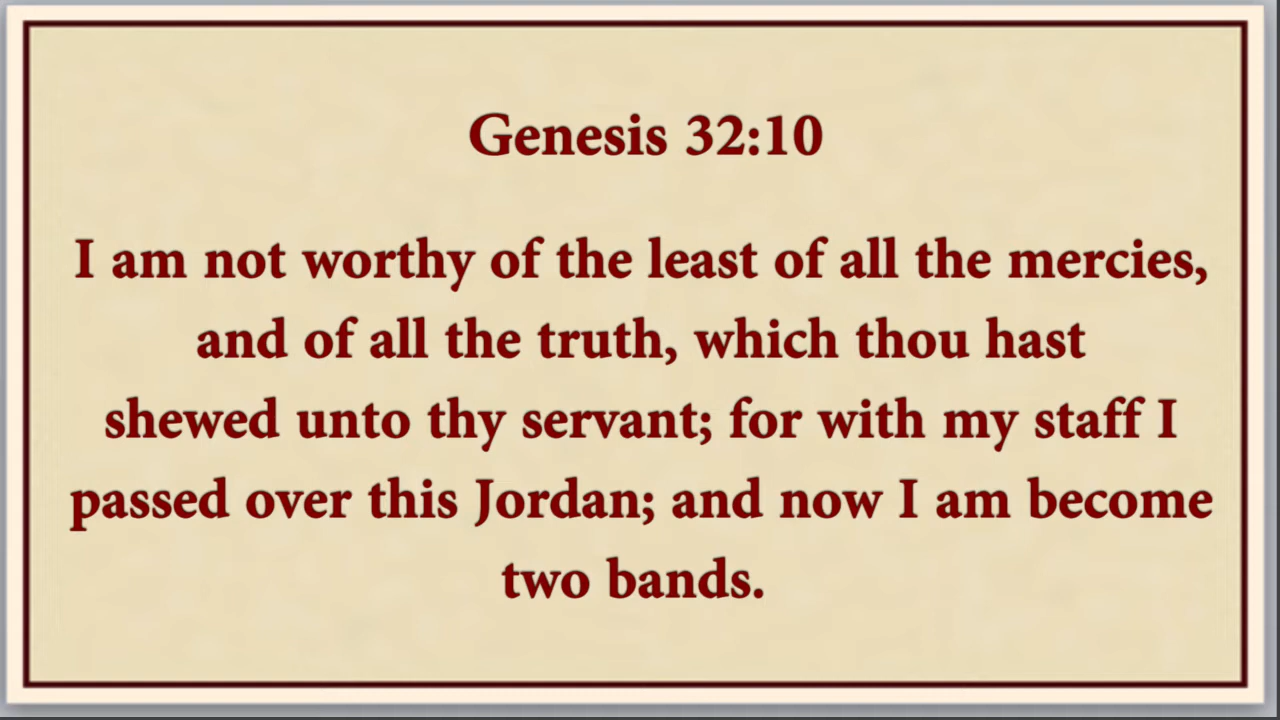 Genesis 32:10
I am not worthy of the least of all the mercies,
and of all the truth, which thou hast
shewed unto thy servant; for with my staff I
passed over this Jordan; and now I am become
two bands.